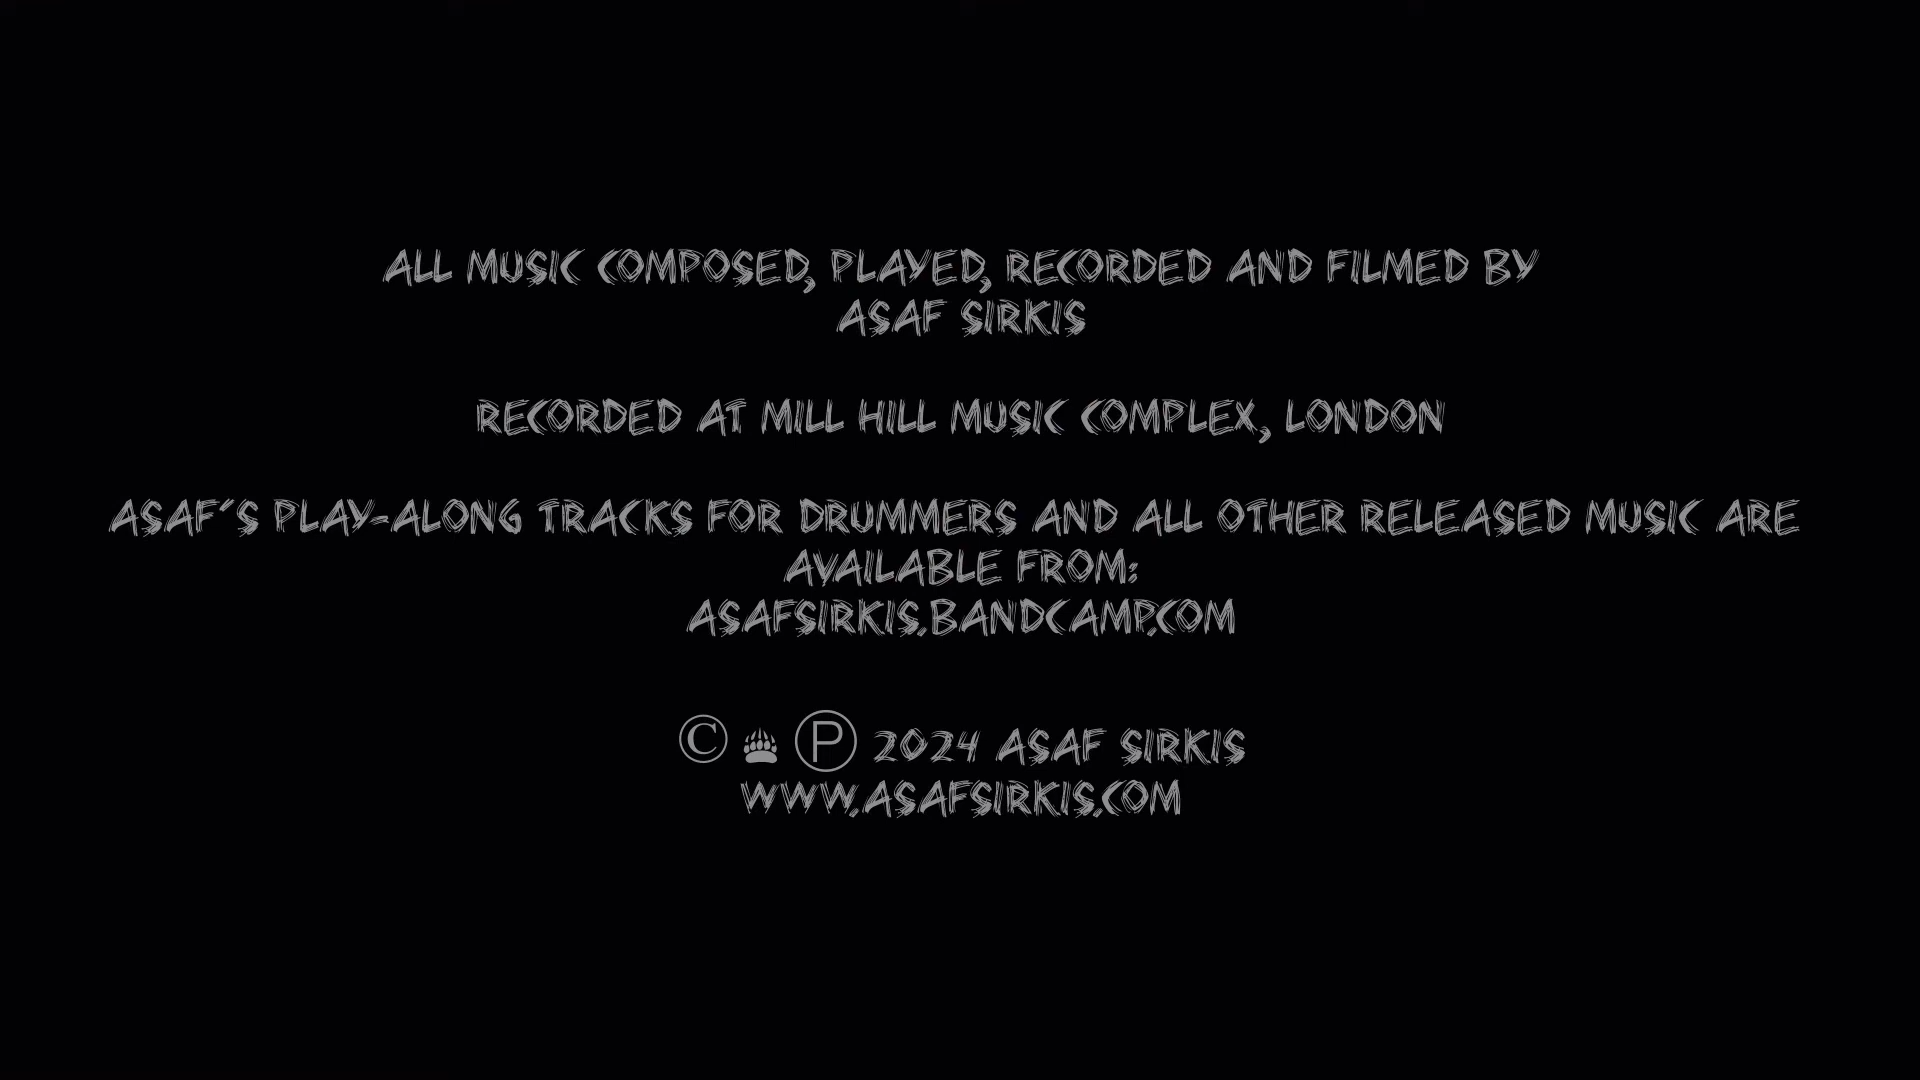 ALL MUSIC COMPOSED, PLAYED, RECORDED AND FILMED BY
ASAF SIRKIS
RECORDED AT MILL HILL MUSIC COMPLEX, LONDON
ASAF'S PLAY-ALONG TRACKS FOR DRUMMERS AND ALL OTHER RELEASED MUSIC ARE
AVAILABLE FROM:
ASAFSIRKIS.BANDCAMP.COM
© ℗ 2024 ASAF SIRKIS
WWW.ASAFSIRKIS.COM